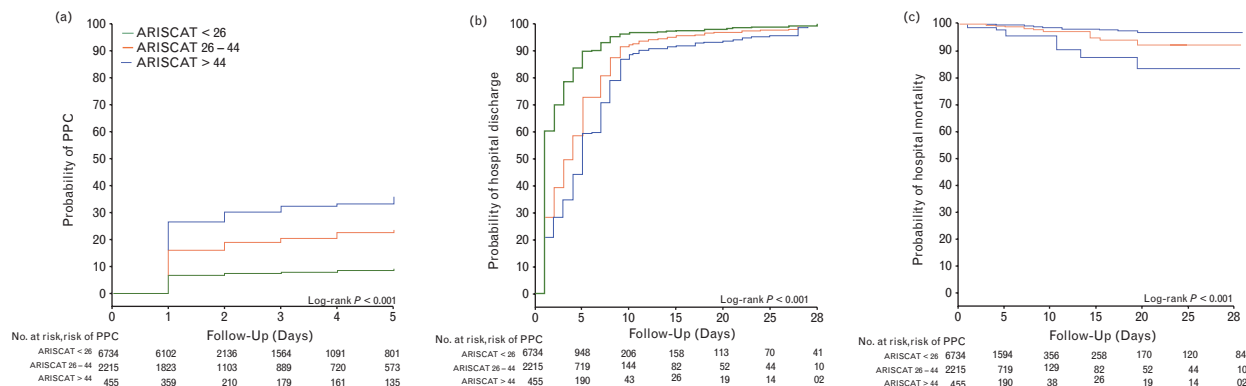 (a)
ARISCAT < 26
ARISCAT 26 – 44
ARISCAT > 44
Probability of PPC
100
90
80
70
60
50
40
30
20
10
0
Log-rank P < 0.001
0 1 2 3 4 5
No. at risk,risk of PPC
Follow-Up (Days)
ARISCAT < 26 6734 6102 2136 1564 1091 801
ARISCAT 26 – 44 2215 1823 1103 889 720 573
ARISCAT > 44 455 359 210 179 161 135
(b)
Probability of hospital discharge
100
90
80
70
60
50
40
30
20
10
0
Log-rank P < 0.001
0 5 10 15 20 25 28
No. at risk,risk of PPC
Follow-Up (Days)
ARISCAT < 26 6734 948 206 158 113 70 41
ARISCAT 26 – 44 2215 719 144 82 52 44 10
ARISCAT > 44 455 190 43 26 19 14 02
(c)
Probability of hospital mortality
100
90
80
70
60
50
40
30
20
10
0
Log-rank P < 0.001
0 5 10 15 20 25 28
No. at risk,risk of PPC
Follow-Up (Days)
ARISCAT < 26 6734 1594 356 258 170 120 84
ARISCAT 26 – 44 2215 719 129 82 52 44 10
ARISCAT > 44 455 190 38 26 19 14 02